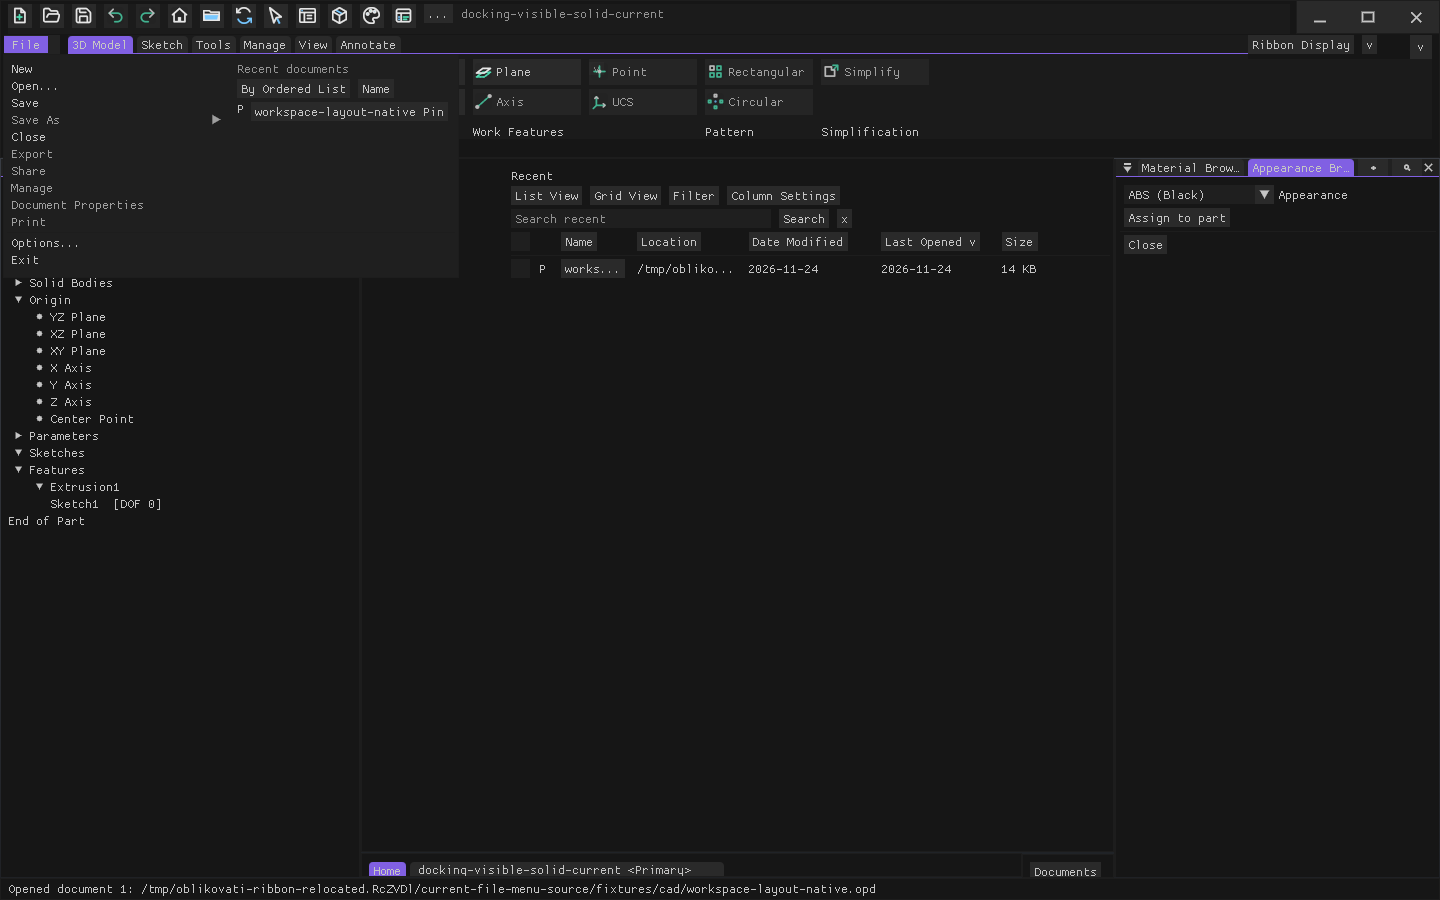 ... docking-visible-solid-current
File 3D Model Sketch Tools Manage View Annotate Ribbon Display v v
New
Open...
Save
Save As
Close
Export
Share
Manage
Document Properties
Print
Options...
Exit
Recent documents
By Ordered List Name
P workspace-layout-native Pin
Plane Point Rectangular Simplify
Axis UCS Circular
Work Features Pattern Simplification
Solid Bodies
Origin
YZ Plane
XZ Plane
XY Plane
X Axis
Y Axis
Z Axis
Center Point
Parameters
Sketches
Features
Extrusion1
Sketch1 [DOF 0]
End of Part
Recent
List View Grid View Filter Column Settings
Search recent Search x
Name Location Date Modified Last Opened v Size
P works... /tmp/obliko... 2026-11-24 2026-11-24 14 KB
Material Brow... Appearance Br...
ABS (Black) Appearance
Assign to part
Close
Home docking-visible-solid-current <Primary> Documents
Opened document 1: /tmp/oblikovati-ribbon-relocated.RcZVDl/current-file-menu-source/fixtures/cad/workspace-layout-native.opd